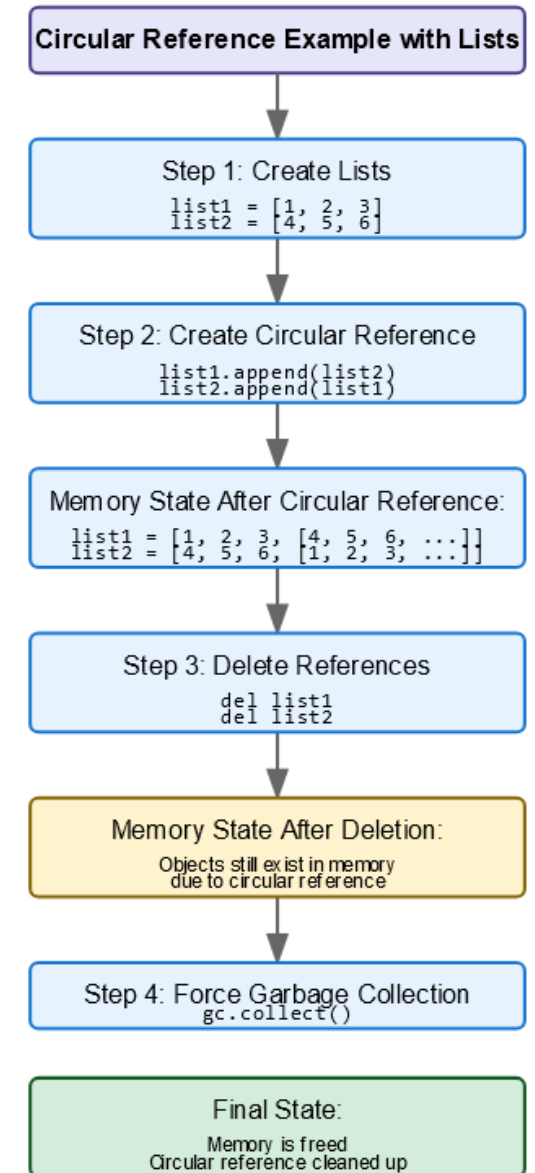 Circular Reference Example with Lists
Step 1: Create Lists
list1 = [1, 2, 3]
list2 = [4, 5, 6]
Step 2: Create Circular Reference
list1.append(list2)
list2.append(list1)
Memory State After Circular Reference:
list1 = [1, 2, 3, [4, 5, 6, ...]]
list2 = [4, 5, 6, [1, 2, 3, ...]]
Step 3: Delete References
del list1
del list2
Memory State After Deletion:
Objects still exist in memory
due to circular reference
Step 4: Force Garbage Collection
gc.collect()
Final State:
Memory is freed
Circular reference cleaned up